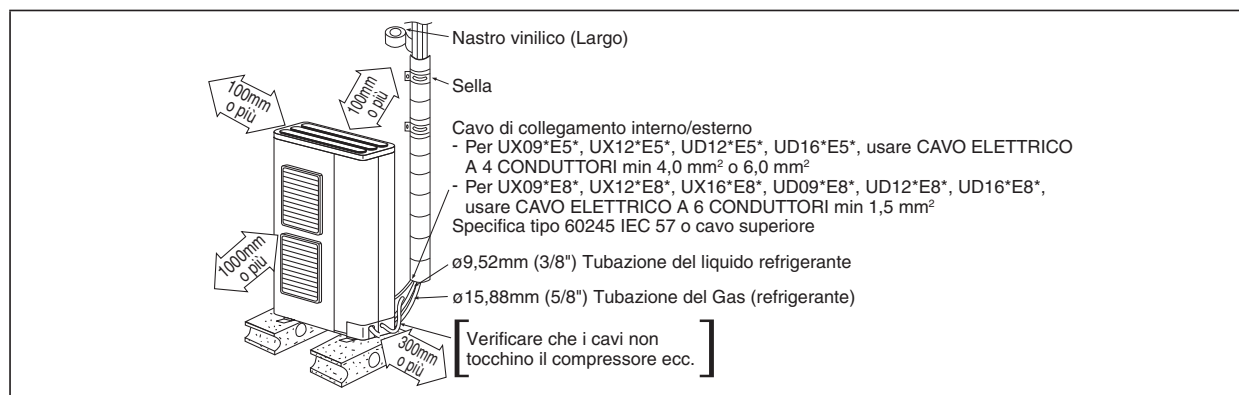 Nastro vinilico (Largo)
100mm
o più
100mm
o più
Sella
Cavo di collegamento interno/esterno
- Per UX09*E5*, UX12*E5*, UD12*E5*, UD16*E5*, usare CAVO ELETTRICO
A 4 CONDUTTORI min 4,0 mm² o 6,0 mm²
- Per UX09*E8*, UX12*E8*, UX16*E8*, UD09*E8*, UD12*E8*, UD16*E8*,
usare CAVO ELETTRICO A 6 CONDUTTORI min 1,5 mm²
Specifica tipo 60245 IEC 57 o cavo superiore
1000mm
o più
ø9,52mm (3/8") Tubazione del liquido refrigerante
ø15,88mm (5/8") Tubazione del Gas (refrigerante)
Verificare che i cavi non
tocchino il compressore ecc.
300mm
o più